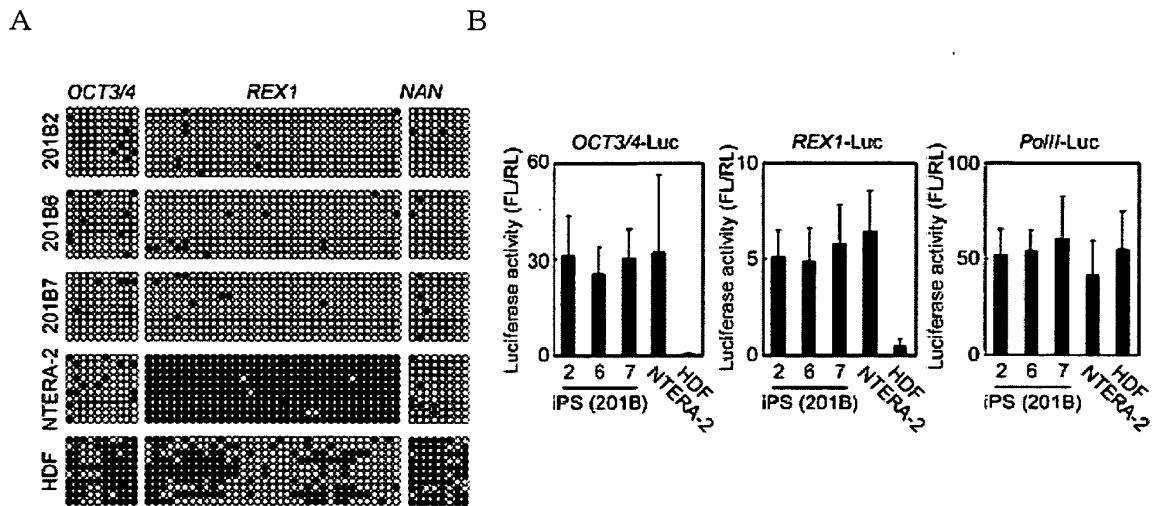 A
B
OCT3/4 REX1 NAN
201B2
201B6
201B7
NTERA-2
HDF
OCT3/4-Luc
Luciferase activity (FL/RL)
60
30
0
2 6 7 NTERA-2 HDF
iPS (201B)
REX1-Luc
Luciferase activity (FL/RL)
10
5
0
2 6 7 NTERA-2 HDF
iPS (201B)
PolII-Luc
Luciferase activity (FL/RL)
100
50
0
2 6 7 NTERA-2 HDF
iPS (201B)